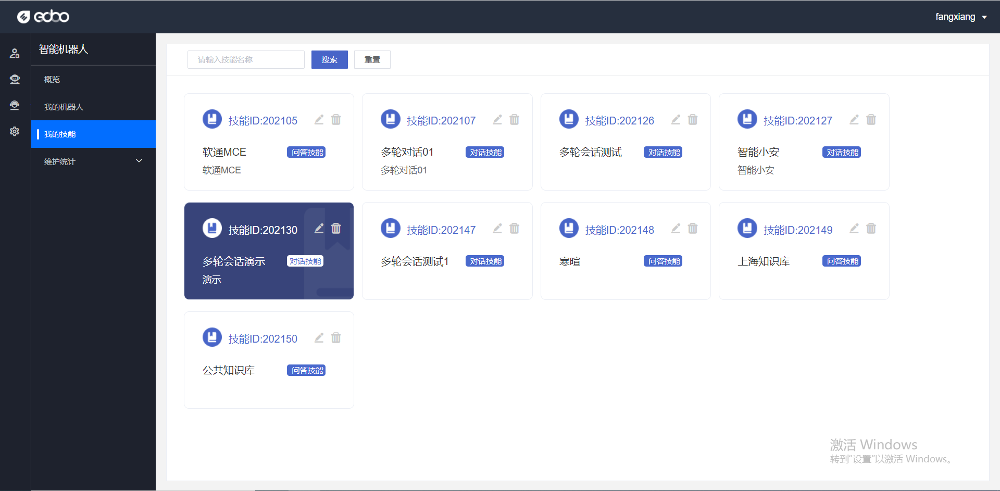 edoo
fangxiang
智能机器人
概览
我的机器人
我的技能
维护统计
请输入技能名称
搜索
重置
技能ID:202105
软通MCE
问答技能
软通MCE
技能ID:202107
多轮对话01
对话技能
多轮对话01
技能ID:202126
多轮会话测试
对话技能
技能ID:202127
智能小安
对话技能
智能小安
技能ID:202130
多轮会话演示
对话技能
演示
技能ID:202147
多轮会话测试1
对话技能
技能ID:202148
寒暄
问答技能
技能ID:202149
上海知识库
问答技能
技能ID:202150
公共知识库
问答技能
激活 Windows
转到“设置”以激活 Windows。